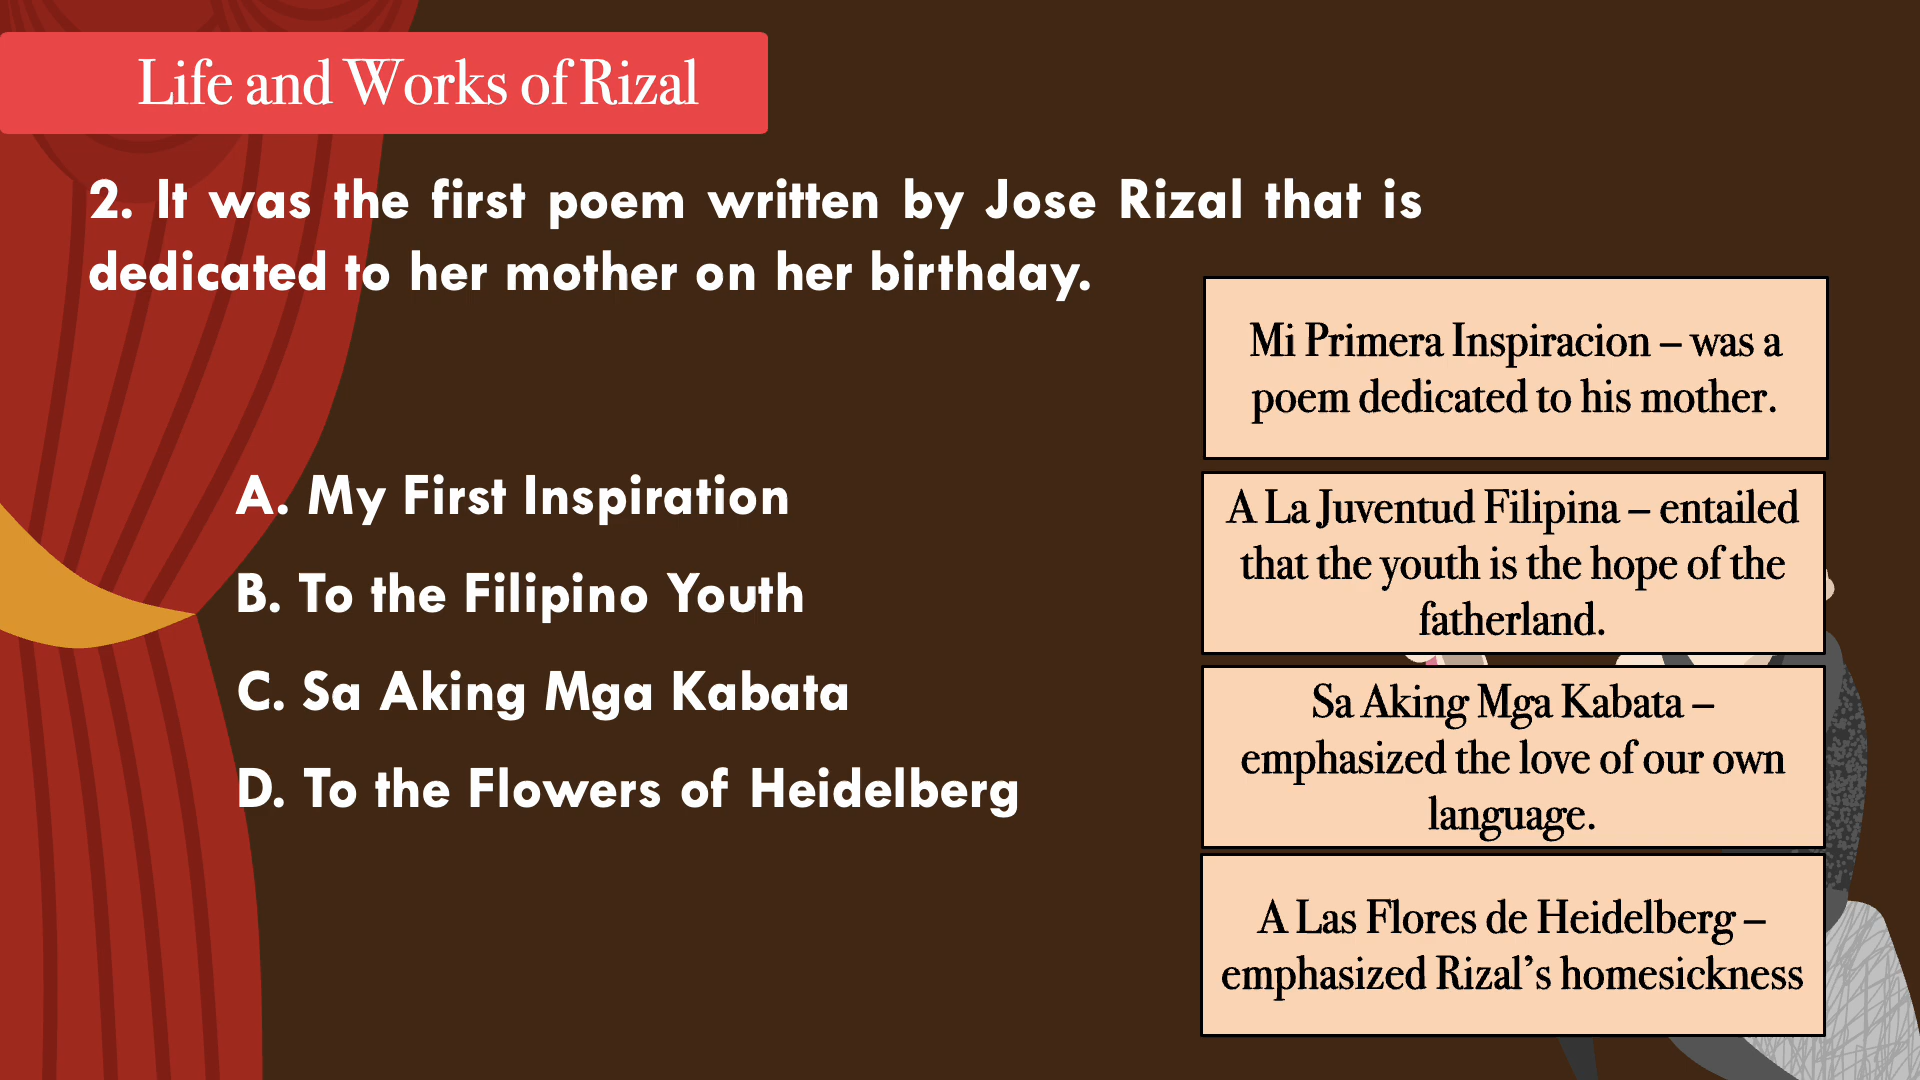 Life and Works of Rizal
2. It was the first poem written by Jose Rizal that is
dedicated to her mother on her birthday.
A. My First Inspiration
B. To the Filipino Youth
C. Sa Aking Mga Kabata
D. To the Flowers of Heidelberg
Mi Primera Inspiracion – was a
poem dedicated to his mother.
A La Juventud Filipina – entailed
that the youth is the hope of the
fatherland.
Sa Aking Mga Kabata –
emphasized the love of our own
language.
A Las Flores de Heidelberg –
emphasized Rizal’s homesickness